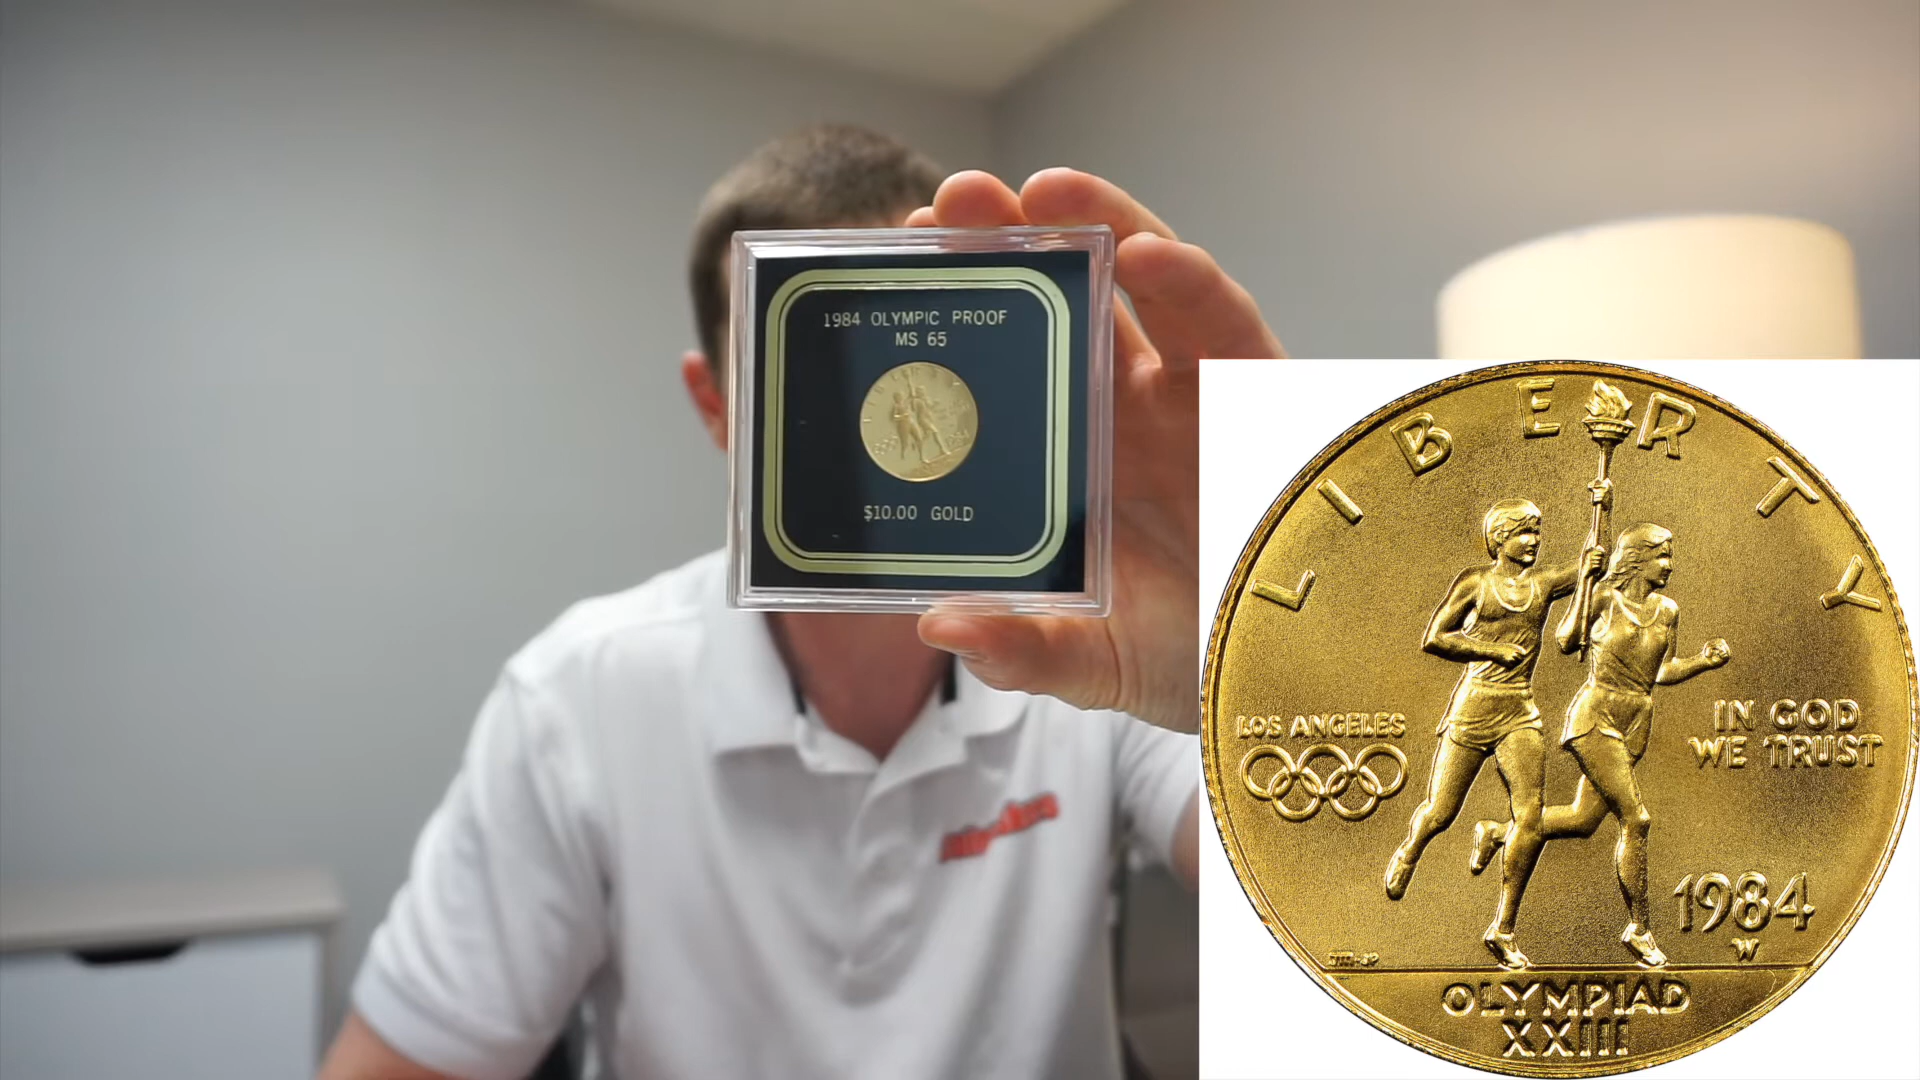 1984 OLYMPIC PROOF
MS 65
$10.00 GOLD
LIBERTY
LOS ANGELES
IN GOD
WE TRUST
1984
W
OLYMPIAD
XXIII